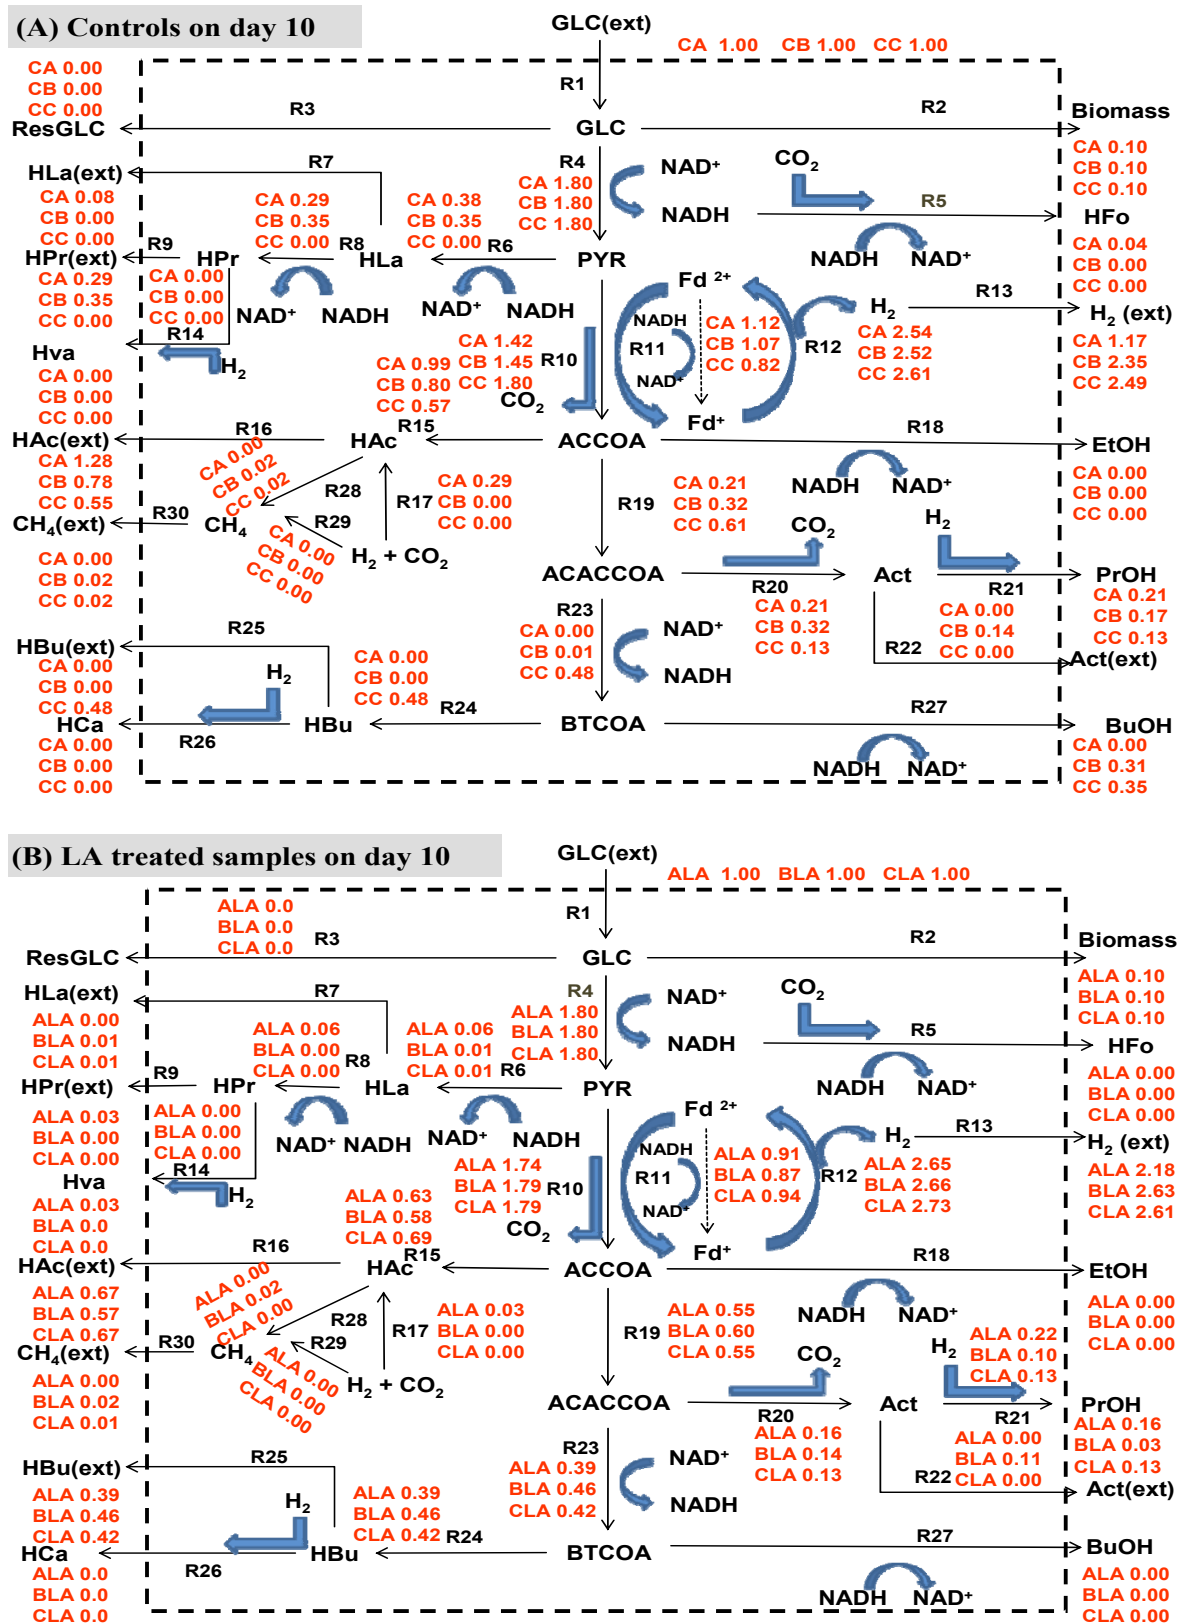 (A) Controls on day 10
GLC(ext)
CA 1.00 CB 1.00 CC 1.00
CA 0.00
CB 0.00
CC 0.00
R1
R3
R2
ResGLC
GLC
Biomass
CA 0.10
CB 0.10
CC 0.10
HLa(ext)
R7
R4
CA 1.80
CB 1.80
CC 1.80
NAD+
NADH
CO2
R5
HFo
CA 0.08
CB 0.00
CC 0.00
CA 0.29
CB 0.35
CC 0.00
CA 0.38
CB 0.35
CC 0.00
NADH
NAD+
CA 0.04
CB 0.00
CC 0.00
R9
HPr(ext)
HPr
R8
HLa
R6
PYR
CA 0.29
CB 0.35
CC 0.00
CA 0.00
CB 0.00
CC 0.00
NAD+ NADH
NAD+ NADH
Fd 2+
NADH
R11
NAD+
Fd+
CA 1.12
CB 1.07
CC 0.82
R12
H2
R13
H2 (ext)
CA 2.54
CB 2.52
CC 2.61
CA 1.17
CB 2.35
CC 2.49
R14
H2
Hva
CA 0.00
CB 0.00
CC 0.00
CA 0.99
CB 0.80
CC 0.57
CA 1.42
CB 1.45
CC 1.80
R10
CO2
HAc(ext)
R16
HAc
R15
ACCOA
R18
EtOH
CA 1.28
CB 0.78
CC 0.55
CA 0.00
CB 0.02
CC 0.02
R28
R17
CA 0.29
CB 0.00
CC 0.00
R19
CA 0.21
CB 0.32
CC 0.61
NADH
NAD+
CA 0.00
CB 0.00
CC 0.00
CH4(ext)
R30
CH4
R29
H2 + CO2
CA 0.00
CB 0.00
CC 0.00
CO2
H2
CA 0.00
CB 0.02
CC 0.02
ACACCOA
R20
Act
R21
PrOH
CA 0.21
CB 0.32
CC 0.13
CA 0.00
CB 0.14
CC 0.00
CA 0.21
CB 0.17
CC 0.13
R22
Act(ext)
R23
CA 0.00
CB 0.01
CC 0.48
NAD+
NADH
HBu(ext)
R25
CA 0.00
CB 0.00
CC 0.48
H2
CA 0.00
CB 0.00
CC 0.48
HCa
R26
HBu
R24
BTCOA
R27
BuOH
CA 0.00
CB 0.00
CC 0.00
NADH
NAD+
CA 0.00
CB 0.31
CC 0.35
(B) LA treated samples on day 10
GLC(ext)
ALA 1.00 BLA 1.00 CLA 1.00
ALA 0.0
BLA 0.0
CLA 0.0
R1
R3
R2
ResGLC
GLC
Biomass
ALA 0.10
BLA 0.10
CLA 0.10
HLa(ext)
R7
R4
ALA 1.80
BLA 1.80
CLA 1.80
NAD+
NADH
CO2
R5
HFo
ALA 0.00
BLA 0.01
CLA 0.01
ALA 0.06
BLA 0.00
CLA 0.00
ALA 0.06
BLA 0.01
CLA 0.01
NADH
NAD+
ALA 0.00
BLA 0.00
CLA 0.00
HPr(ext)
R9
HPr
R8
HLa
R6
PYR
ALA 0.03
BLA 0.00
CLA 0.00
ALA 0.00
BLA 0.00
CLA 0.00
NAD+ NADH
NAD+ NADH
Fd 2+
NADH
R11
NAD+
Fd+
ALA 0.91
BLA 0.87
CLA 0.94
R12
H2
R13
H2 (ext)
ALA 2.65
BLA 2.66
CLA 2.73
ALA 2.18
BLA 2.63
CLA 2.61
R14
H2
Hva
ALA 0.03
BLA 0.0
CLA 0.0
ALA 0.63
BLA 0.58
CLA 0.69
ALA 1.74
BLA 1.79
CLA 1.79
R10
CO2
HAc(ext)
R16
HAc
R15
ACCOA
R18
EtOH
ALA 0.67
BLA 0.57
CLA 0.67
ALA 0.00
BLA 0.02
CLA 0.00
R28
R17
ALA 0.03
BLA 0.00
CLA 0.00
R19
ALA 0.55
BLA 0.60
CLA 0.55
NADH
NAD+
ALA 0.00
BLA 0.00
CLA 0.00
CH4(ext)
R30
CH4
R29
H2 + CO2
ALA 0.00
BLA 0.00
CLA 0.00
CO2
H2
ALA 0.22
BLA 0.10
CLA 0.13
ALA 0.00
BLA 0.02
CLA 0.01
ACACCOA
R20
Act
R21
PrOH
ALA 0.16
BLA 0.14
CLA 0.13
ALA 0.00
BLA 0.11
CLA 0.00
ALA 0.16
BLA 0.03
CLA 0.13
R22
Act(ext)
R23
ALA 0.39
BLA 0.46
CLA 0.42
NAD+
NADH
HBu(ext)
R25
ALA 0.39
BLA 0.46
CLA 0.42
H2
ALA 0.39
BLA 0.46
CLA 0.42
HCa
R26
HBu
R24
BTCOA
R27
BuOH
ALA 0.0
BLA 0.0
CLA 0.0
NADH
NAD+
ALA 0.00
BLA 0.00
CLA 0.00